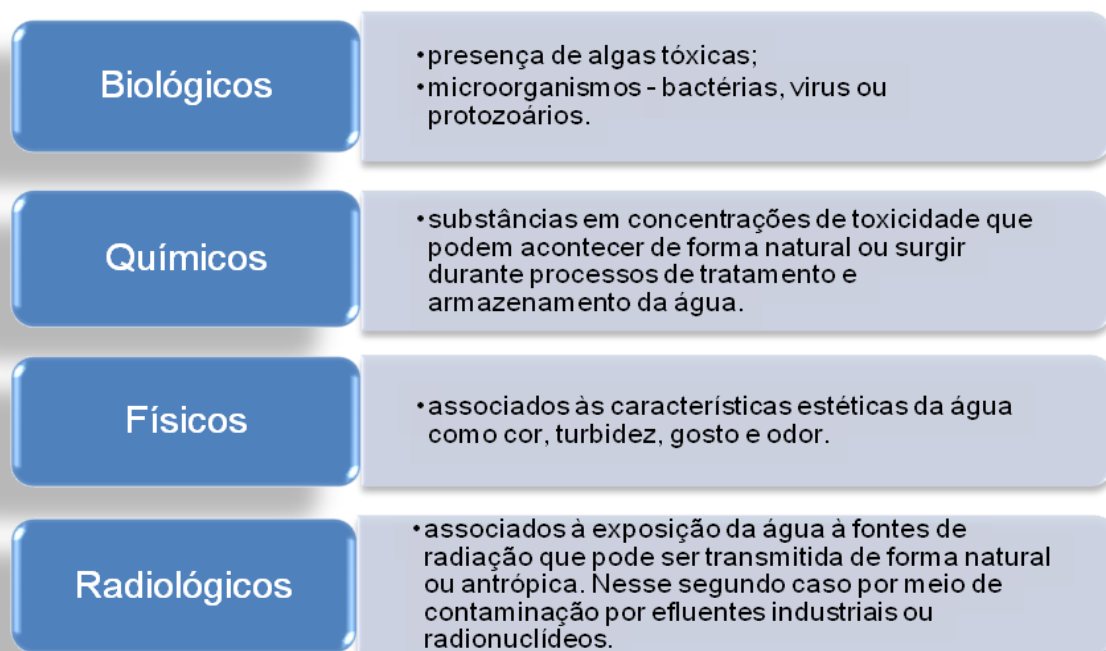 Biológicos
•presença de algas tóxicas;
•microorganismos - bactérias, virus ou
protozoários.
Químicos
•substâncias em concentrações de toxicidade que
podem acontecer de forma natural ou surgir
durante processos de tratamento e
armazenamento da água.
Físicos
•associados às características estéticas da água
como cor, turbidez, gosto e odor.
Radiológicos
•associados à exposição da água à fontes de
radiação que pode ser transmitida de forma natural
ou antrópica. Nesse segundo caso por meio de
contaminação por efluentes industriais ou
radionuclídeos.